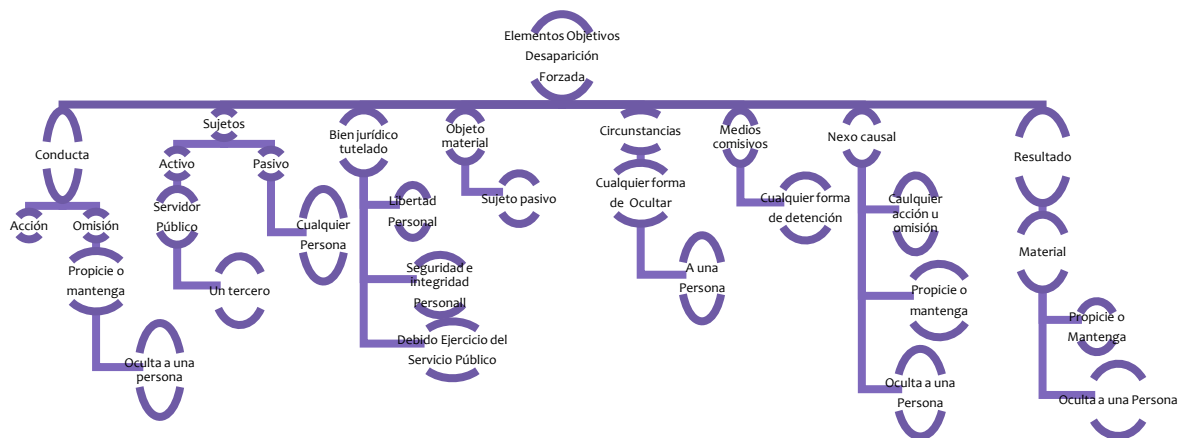 Elementos Objetivos
Desaparición
Forzada
Conducta
Acción
Omisión
Propicie o
mantenga
Oculta a una
persona
Sujetos
Activo
Servidor
Público
Un tercero
Pasivo
Cualquier
Persona
Bien jurídico
tutelado
Libertad
Personal
Seguridad e
Integridad
Personall
Debido Ejercicio del
Servicio Público
Objeto
material
Sujeto pasivo
Circunstancias
Cualquier forma
de Ocultar
A una
Persona
Medios
comisivos
Cualquier forma
de detención
Nexo causal
Caulquier
acción u
omisión
Propicie o
mantenga
Oculta a una
Persona
Resultado
Material
Propicie o
Mantenga
Oculta a una Persona